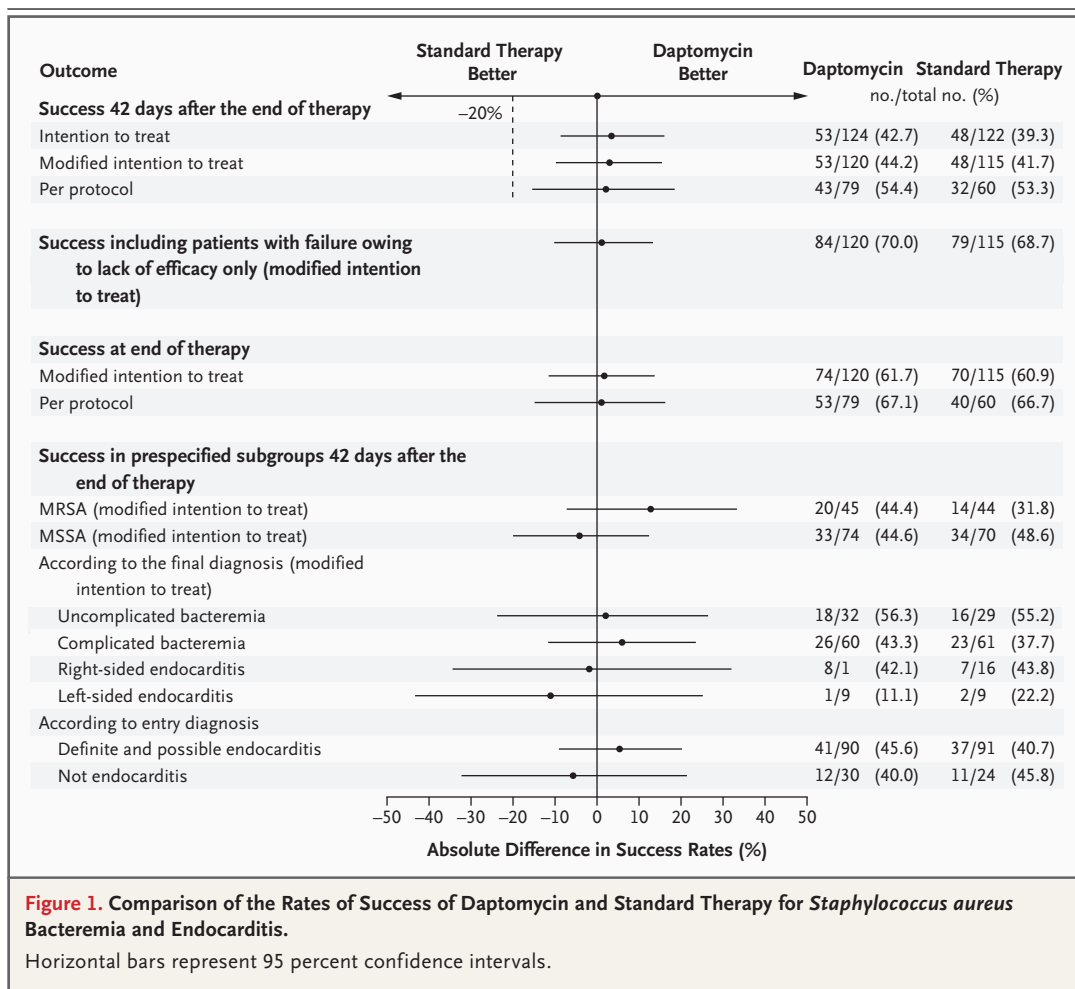 Outcome
Standard Therapy
Better
Daptomycin
Better
Daptomycin Standard Therapy
no./total no. (%)
Success 42 days after the end of therapy
−20%
Intention to treat 53/124 (42.7) 48/122 (39.3)
Modified intention to treat 53/120 (44.2) 48/115 (41.7)
Per protocol 43/79 (54.4) 32/60 (53.3)
Success including patients with failure owing 84/120 (70.0) 79/115 (68.7)
to lack of efficacy only (modified intention
to treat)
Success at end of therapy
Modified intention to treat 74/120 (61.7) 70/115 (60.9)
Per protocol 53/79 (67.1) 40/60 (66.7)
Success in prespecified subgroups 42 days after the
end of therapy
MRSA (modified intention to treat) 20/45 (44.4) 14/44 (31.8)
MSSA (modified intention to treat) 33/74 (44.6) 34/70 (48.6)
According to the final diagnosis (modified
intention to treat)
Uncomplicated bacteremia 18/32 (56.3) 16/29 (55.2)
Complicated bacteremia 26/60 (43.3) 23/61 (37.7)
Right-sided endocarditis 8/1 (42.1) 7/16 (43.8)
Left-sided endocarditis 1/9 (11.1) 2/9 (22.2)
According to entry diagnosis
Definite and possible endocarditis 41/90 (45.6) 37/91 (40.7)
Not endocarditis 12/30 (40.0) 11/24 (45.8)
−50 −40 −30 −20 −10 0 10 20 30 40 50
Absolute Difference in Success Rates (%)
Figure 1. Comparison of the Rates of Success of Daptomycin and Standard Therapy for Staphylococcus aureus
Bacteremia and Endocarditis.
Horizontal bars represent 95 percent confidence intervals.